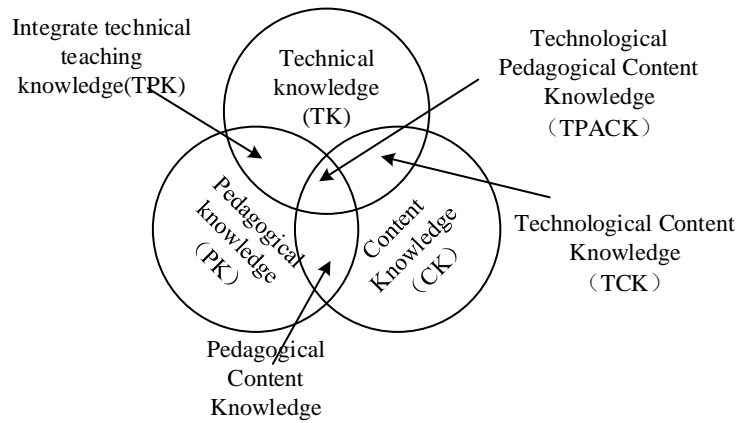 Integrate technical
teaching
knowledge(TPK)
Technical
knowledge
(TK)
Technological
Pedagogical Content
Knowledge
（TPACK）
Pedagogical
knowledge
(PK)
Content
Knowledge
(CK)
Technological Content
Knowledge
（TCK）
Pedagogical
Content
Knowledge